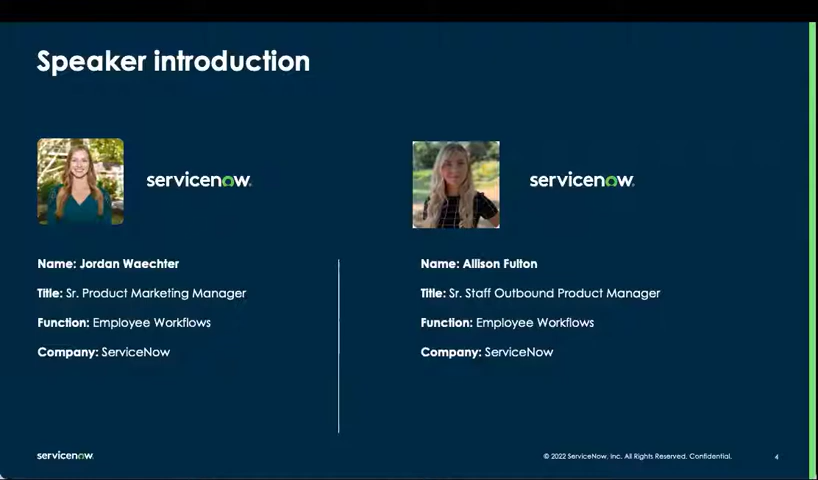 Speaker introduction
servicenow
Name: Jordan Waechter
Title: Sr. Product Marketing Manager
Function: Employee Workflows
Company: ServiceNow
servicenow
Name: Allison Fulton
Title: Sr. Staff Outbound Product Manager
Function: Employee Workflows
Company: ServiceNow
servicenow
© 2022 ServiceNow, Inc. All Rights Reserved. Confidential.
4